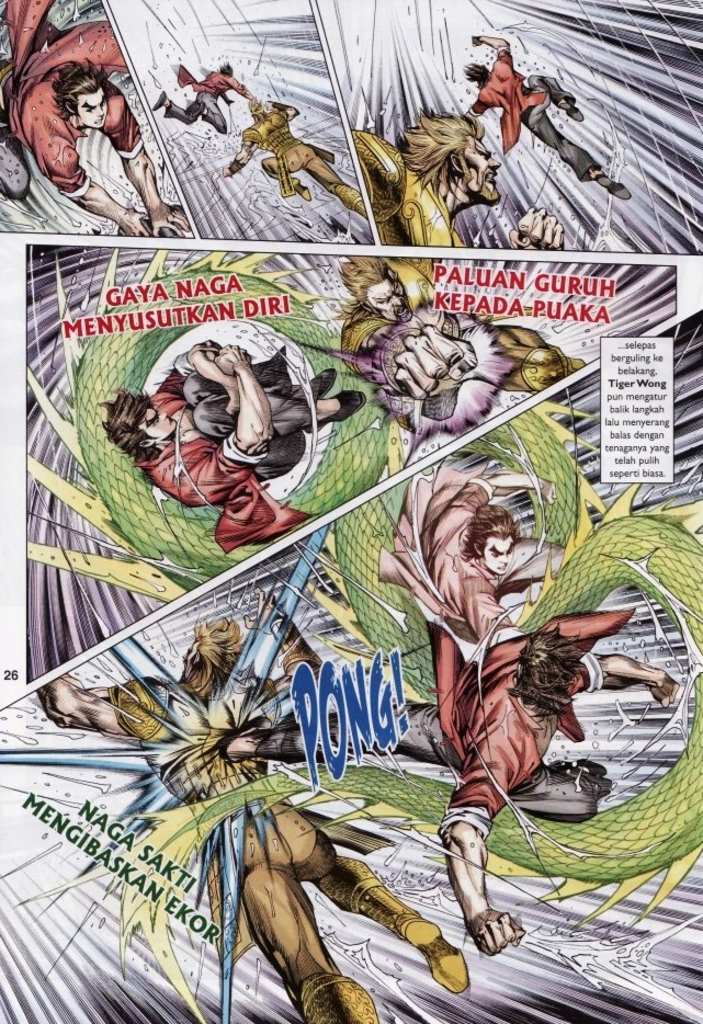 GAYA NAGA
MENYUSUTKAN DIRI
PALUAN GURUH
KEPADA PUAKA
...selepas
berguling ke
belakang,
Tiger Wong
pun mengatur
balik langkah
lalu menyerang
balas dengan
tenaganya yang
telah pulih
seperti biasa.
26
PONG!
NAGA SAKTI
MENGIBASKAN EKOR